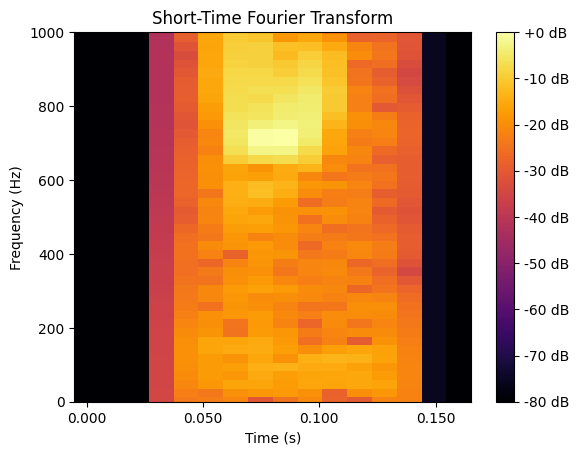 Short-Time Fourier Transform
Frequency (Hz)
1000
800
600
400
200
0
0.000
0.050
0.100
0.150
Time (s)
+0 dB
-10 dB
-20 dB
-30 dB
-40 dB
-50 dB
-60 dB
-70 dB
-80 dB